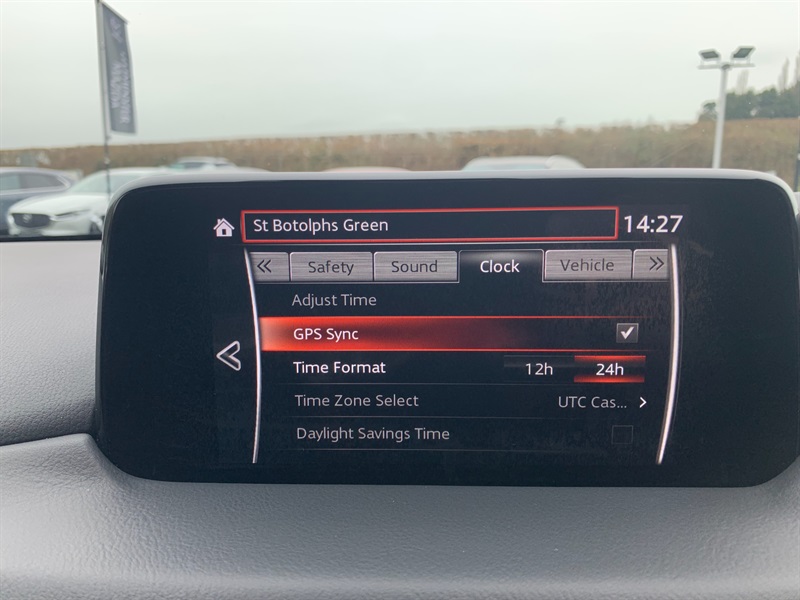 St Botolphs Green 14:27
« Safety Sound Clock Vehicle »
Adjust Time
GPS Sync
Time Format 12h 24h
Time Zone Select UTC Cas...
Daylight Savings Time